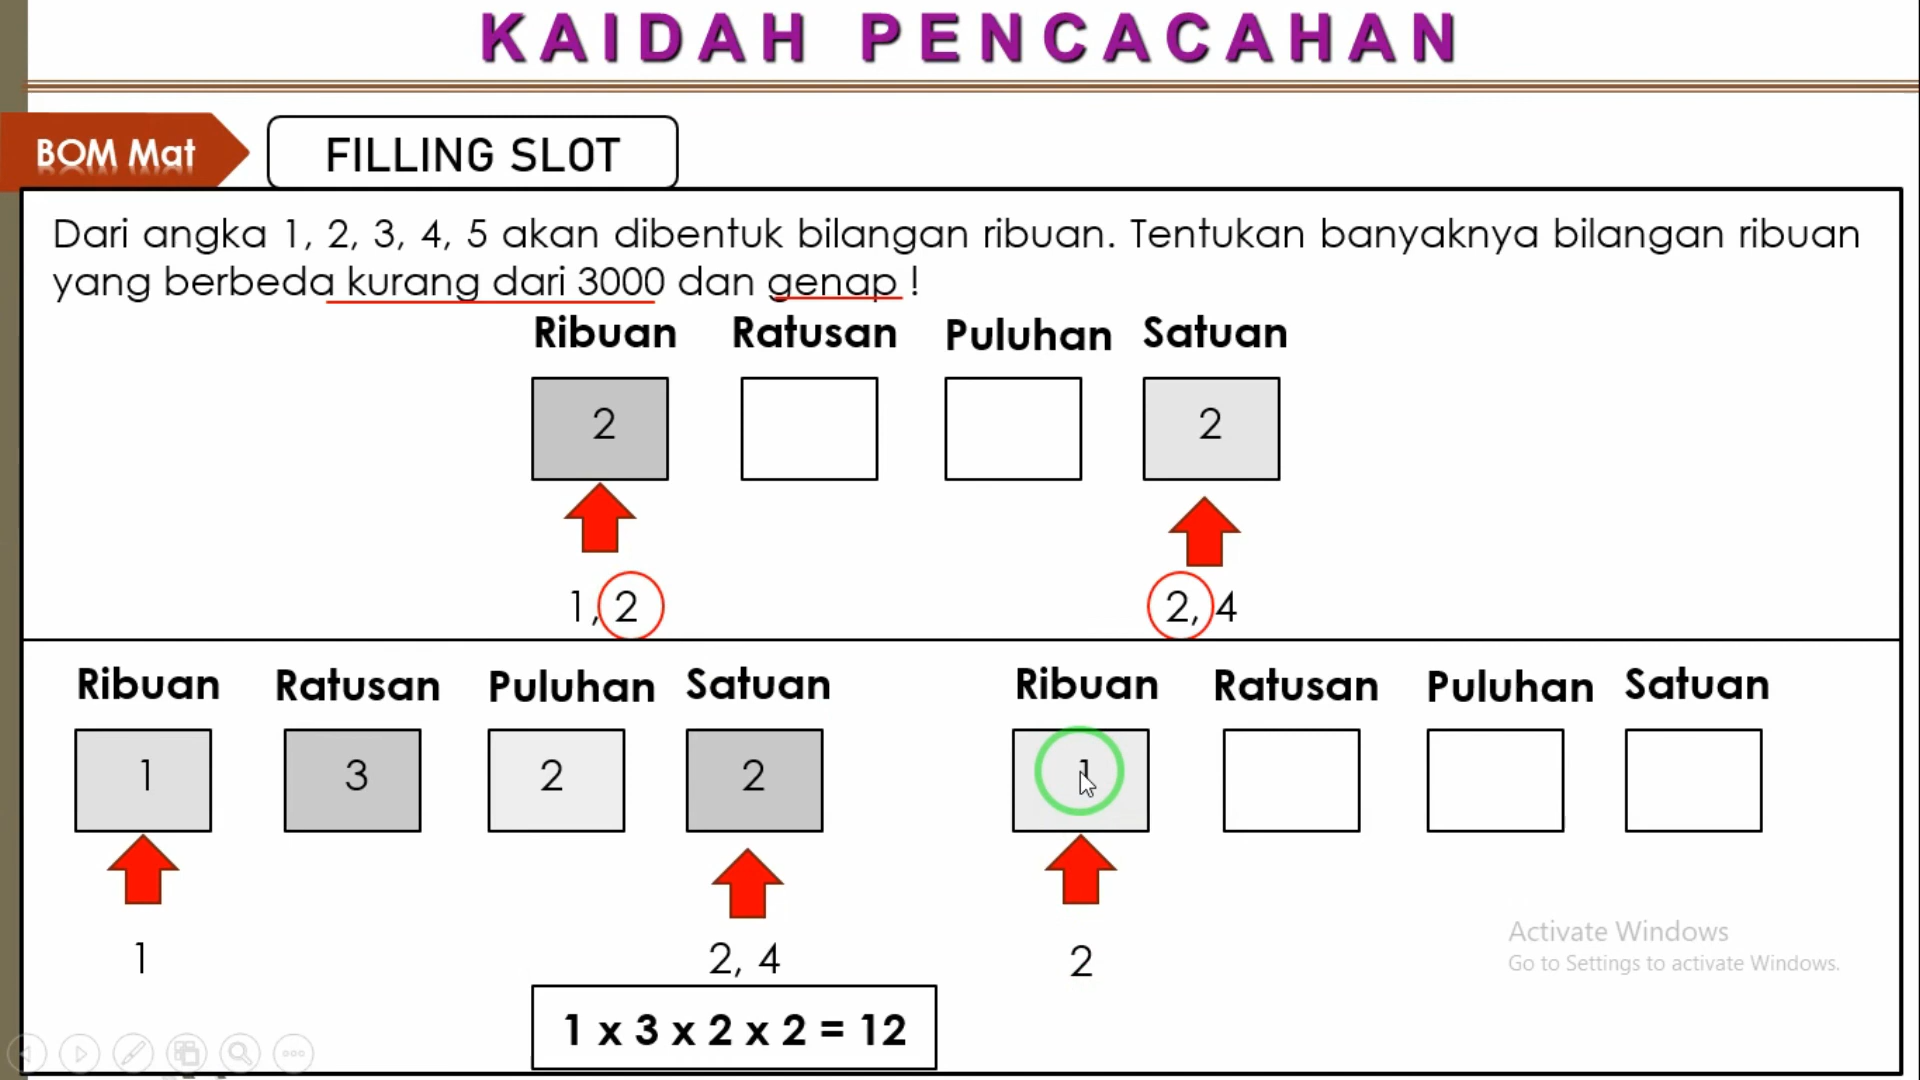 KAIDAH PENCACAHAN
BOM Mat
FILLING SLOT
Dari angka 1, 2, 3, 4, 5 akan dibentuk bilangan ribuan. Tentukan banyaknya bilangan ribuan
yang berbeda kurang dari 3000 dan genap !
Ribuan Ratusan Puluhan Satuan
2 2
1, 2 2, 4
Ribuan Ratusan Puluhan Satuan Ribuan Ratusan Puluhan Satuan
1 3 2 2 1
1 2, 4 2
Activate Windows
Go to Settings to activate Windows.
1 x 3 x 2 x 2 = 12